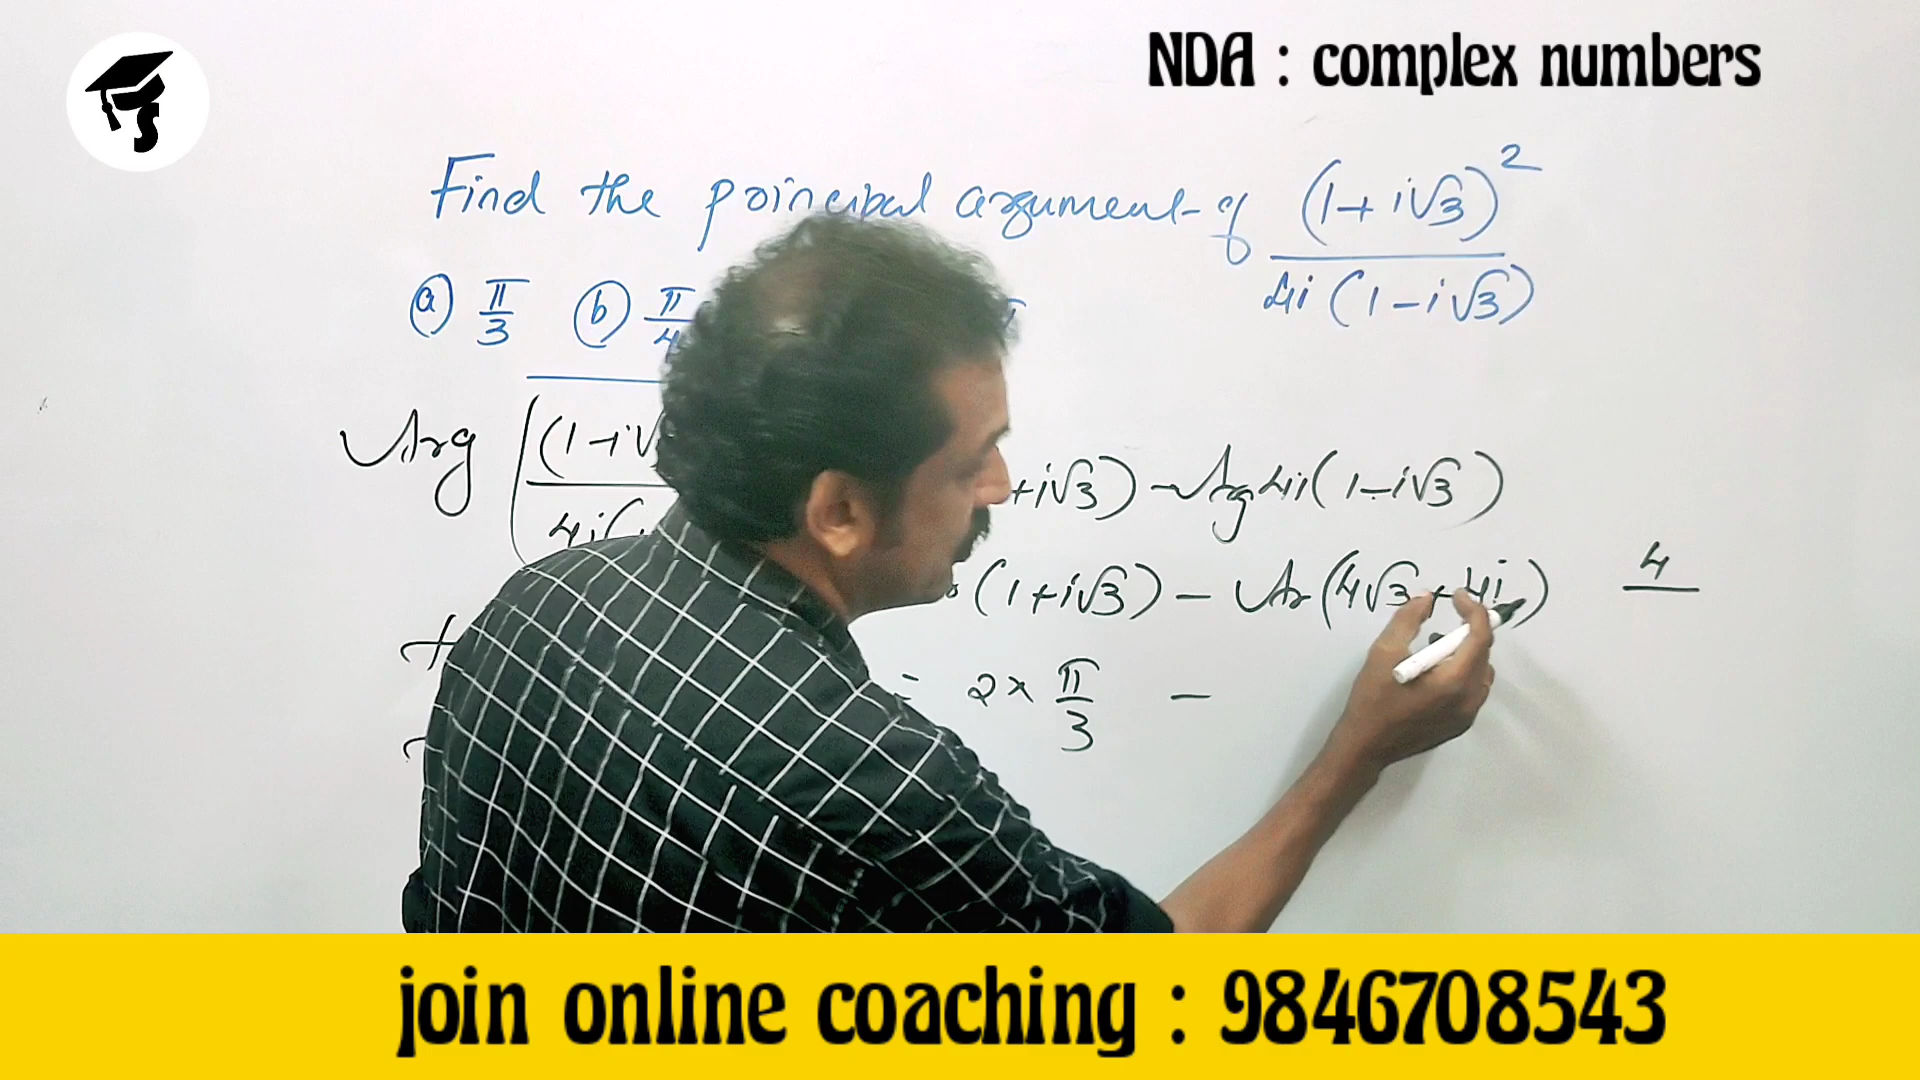 NDA : complex numbers
Find the principal argument of (1+i√3)² / 4i(1-i√3)
(a) π/3 (b) π/4
Arg (1+i√ / 4i( +i√3) - Arg 4i(1-i√3)
(1+i√3) - Ar(4√3+4i) 4
= 2 × π/3 -
join online coaching : 9846708543